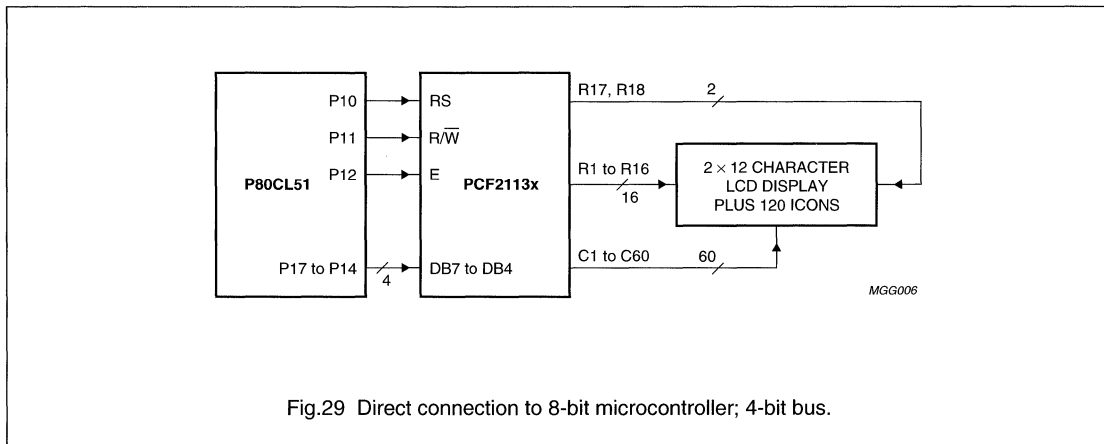 P10
RS
P11
R/W̅
P12
E
P80CL51
PCF2113x
P17 to P14
4
DB7 to DB4
R17, R18
2
R1 to R16
16
C1 to C60
60
2 × 12 CHARACTER
LCD DISPLAY
PLUS 120 ICONS
MGG006
Fig.29 Direct connection to 8-bit microcontroller; 4-bit bus.